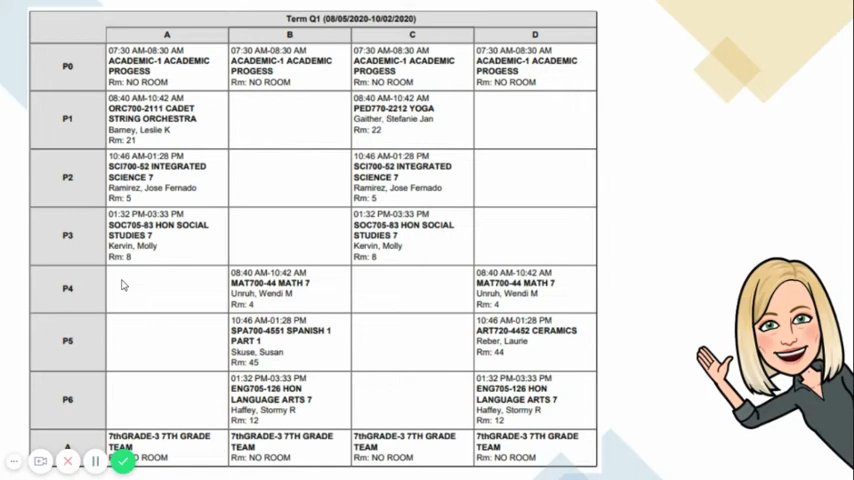 Term Q1 (08/05/2020-10/02/2020)
A B C D
P0
07:30 AM-08:30 AM
ACADEMIC-1 ACADEMIC
PROGESS
Rm: NO ROOM
07:30 AM-08:30 AM
ACADEMIC-1 ACADEMIC
PROGESS
Rm: NO ROOM
07:30 AM-08:30 AM
ACADEMIC-1 ACADEMIC
PROGESS
Rm: NO ROOM
07:30 AM-08:30 AM
ACADEMIC-1 ACADEMIC
PROGESS
Rm: NO ROOM
P1
08:40 AM-10:42 AM
ORC700-2111 CADET
STRING ORCHESTRA
Barney, Leslie K
Rm: 21
08:40 AM-10:42 AM
PED770-2212 YOGA
Gaither, Stefanie Jan
Rm: 22
P2
10:46 AM-01:28 PM
SCI700-52 INTEGRATED
SCIENCE 7
Ramirez, Jose Fernado
Rm: 5
10:46 AM-01:28 PM
SCI700-52 INTEGRATED
SCIENCE 7
Ramirez, Jose Fernado
Rm: 5
P3
01:32 PM-03:33 PM
SOC705-83 HON SOCIAL
STUDIES 7
Kervin, Molly
Rm: 8
01:32 PM-03:33 PM
SOC705-83 HON SOCIAL
STUDIES 7
Kervin, Molly
Rm: 8
P4
08:40 AM-10:42 AM
MAT700-44 MATH 7
Unruh, Wendi M
Rm: 4
08:40 AM-10:42 AM
MAT700-44 MATH 7
Unruh, Wendi M
Rm: 4
P5
10:46 AM-01:28 PM
SPA700-4551 SPANISH 1
PART 1
Skuse, Susan
Rm: 45
10:46 AM-01:28 PM
ART720-4452 CERAMICS
Reber, Laurie
Rm: 44
P6
01:32 PM-03:33 PM
ENG705-126 HON
LANGUAGE ARTS 7
Haffey, Stormy R
Rm: 12
01:32 PM-03:33 PM
ENG705-126 HON
LANGUAGE ARTS 7
Haffey, Stormy R
Rm: 12
A
7thGRADE-3 7TH GRADE
TEAM
O ROOM
7thGRADE-3 7TH GRADE
TEAM
Rm: NO ROOM
7thGRADE-3 7TH GRADE
TEAM
Rm: NO ROOM
7thGRADE-3 7TH GRADE
TEAM
Rm: NO ROOM